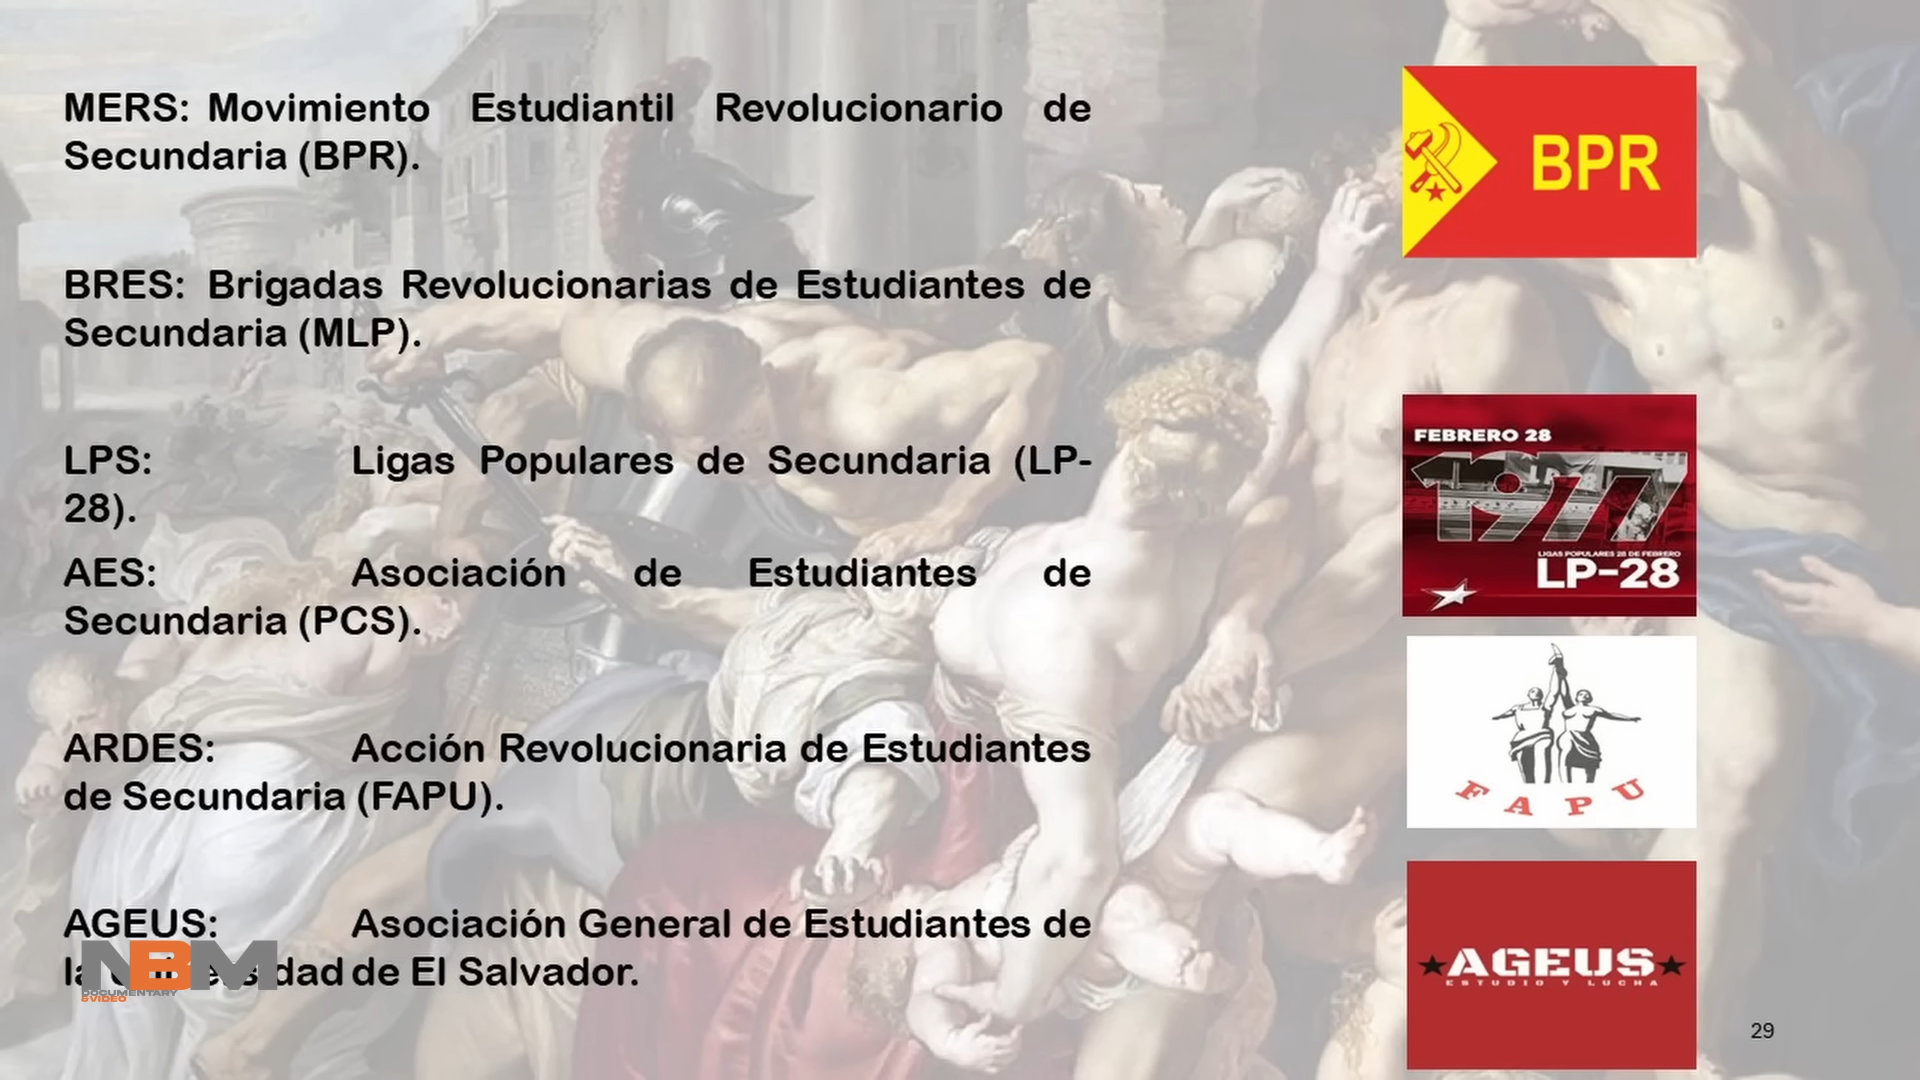 MERS: Movimiento Estudiantil Revolucionario de
Secundaria (BPR).
BRES: Brigadas Revolucionarias de Estudiantes de
Secundaria (MLP).
LPS: Ligas Populares de Secundaria (LP-
28).
AES: Asociación de Estudiantes de
Secundaria (PCS).
ARDES: Acción Revolucionaria de Estudiantes
de Secundaria (FAPU).
AGEUS: Asociación General de Estudiantes de
de El Salvador.
NBM
DOCUMENTARY
&VIDEO
BPR
FEBRERO 28
1977
LIGAS POPULARES 28 DE FEBRERO
LP-28
FAPU
AGEUS
ESTUDIO Y LUCHA
29